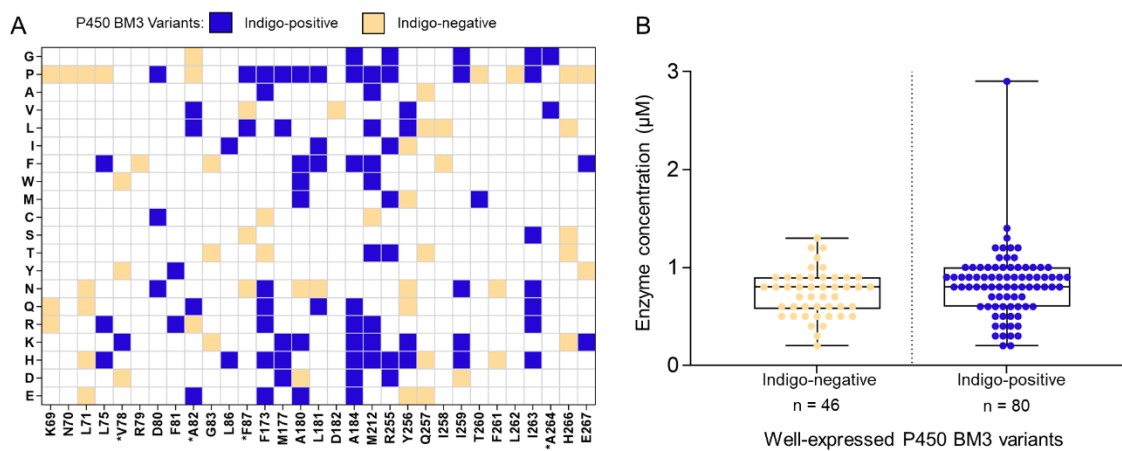 A
P450 BM3 Variants: Indigo-positive Indigo-negative
G
P
A
V
L
I
F
W
M
C
S
T
Y
N
Q
R
K
H
D
E
K69 N70 L71 L75 *V78 R79 D80 F81 *A82 G83 L86 *F87 F173 M177 A180 L181 D182 A184 M212 R255 Y256 Q257 I258 I259 T260 F261 L262 I263 *A264 H266 E267
B
Enzyme concentration (µM)
3
2
1
0
Indigo-negative Indigo-positive
n = 46 n = 80
Well-expressed P450 BM3 variants